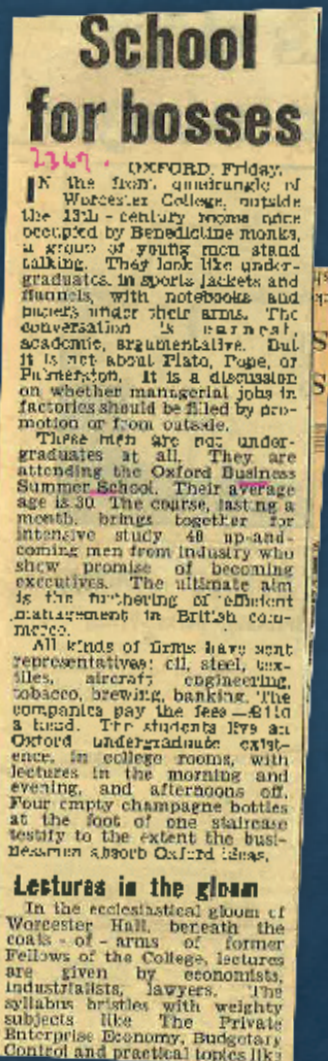 School
for bosses
2367.
OXFORD, Friday.
IN the front quadrangle of
Worcester College, outside
the 13th-century rooms once
occupied by Benedictine monks,
a group of young men stand
talking. They look like under-
graduates, in sports jackets and
flannels, with notebooks and
papers under their arms. The
conversation is earnest,
academic, argumentative. But
it is not about Plato, Pope, or
Palmerston. It is a discussion
on whether managerial jobs in
factories should be filled by pro-
motion or from outside.
These men are not under-
graduates at all. They are
attending the Oxford Business
Summer School. Their average
age is 30. The course, lasting a
month, brings together for
intensive study 48 up-and-
coming men from industry who
show promise of becoming
executives. The ultimate aim
is the furthering of efficient
management in British com-
merce.
All kinds of firms have sent
representatives: oil, steel, tex-
tiles, aircraft engineering,
tobacco, brewing, banking. The
companies pay the fees
a head. The students live an
Oxford undergraduate exist-
ence, in college rooms, with
lectures in the morning and
evening, and afternoons off.
Four empty champagne bottles
at the foot of one staircase
testify to the extent the busi-
nessmen absorb Oxford ideas.
Lectures in the gloom
In the ecclesiastical gloom of
Worcester Hall, beneath the
coats-of-arms of former
Fellows of the College, lectures
are given by economists,
industrialists, lawyers. The
syllabus bristles with weighty
subjects like The Private
Enterprise Economy, Budgetary
Control and practical topics like